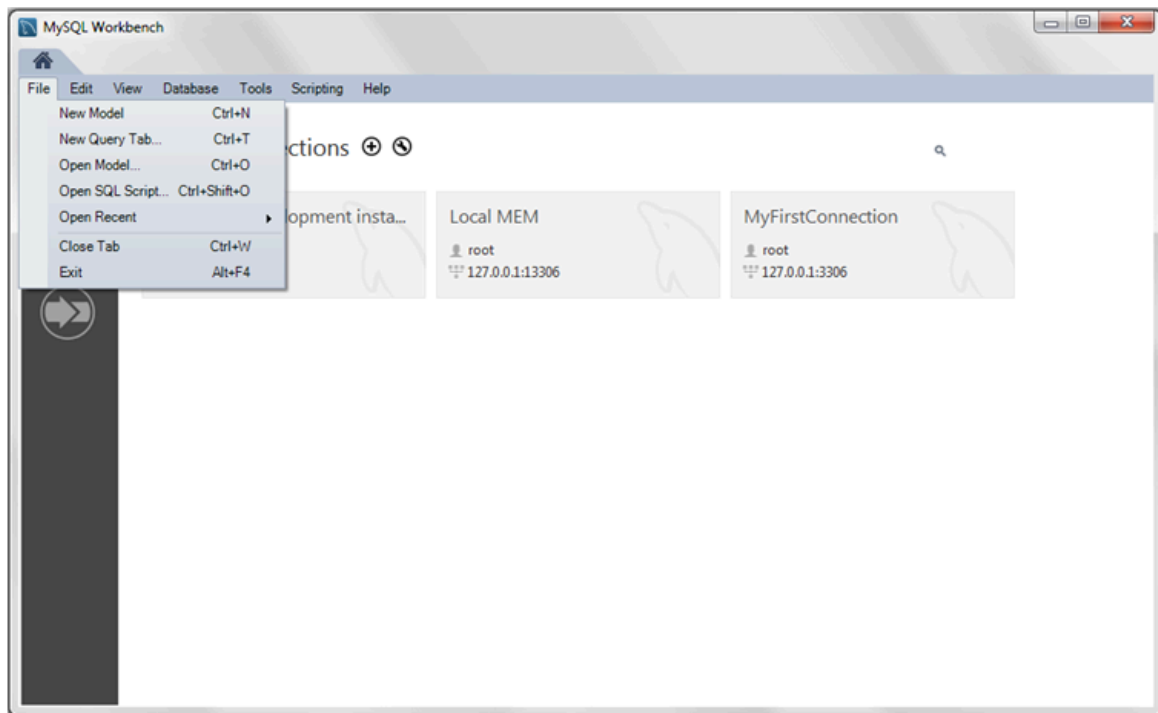 MySQL Workbench
File Edit View Database Tools Scripting Help
New Model Ctrl+N
New Query Tab... Ctrl+T
Open Model... Ctrl+O
Open SQL Script... Ctrl+Shift+O
Open Recent
Close Tab Ctrl+W
Exit Alt+F4
ctions
opment insta...
Local MEM
root
127.0.0.1:13306
MyFirstConnection
root
127.0.0.1:3306